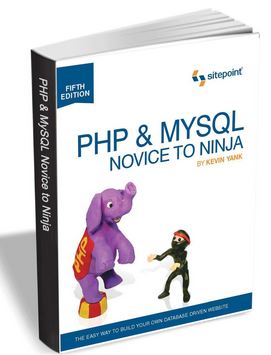 PHP & MySQL Novice to Ninja
FIFTH
EDITION
sitepoint
PHP & MYSQL
NOVICE TO NINJA
BY KEVIN YANK
PHP
THE EASY WAY TO BUILD YOUR OWN DATABASE DRIVEN WEBSITE